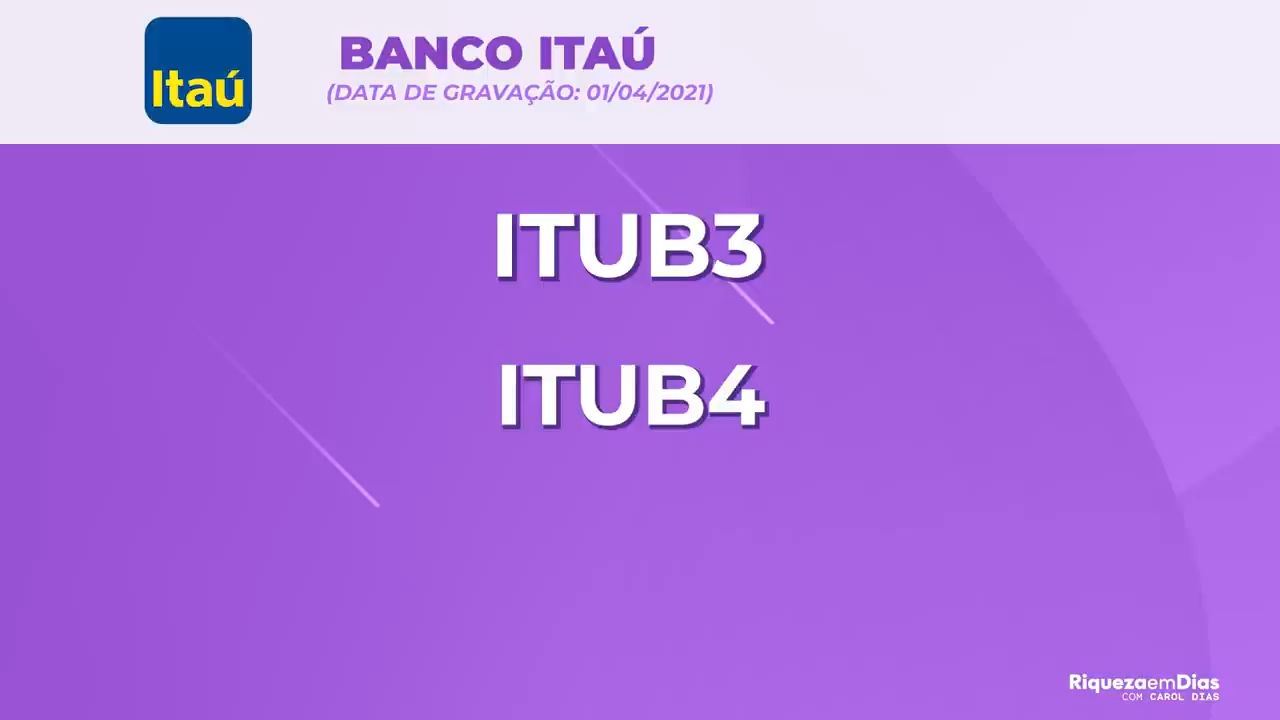 Itaú
BANCO ITAÚ
(DATA DE GRAVAÇÃO: 01/04/2021)
ITUB3
ITUB4
RiquezaemDias
COM CAROL DIAS